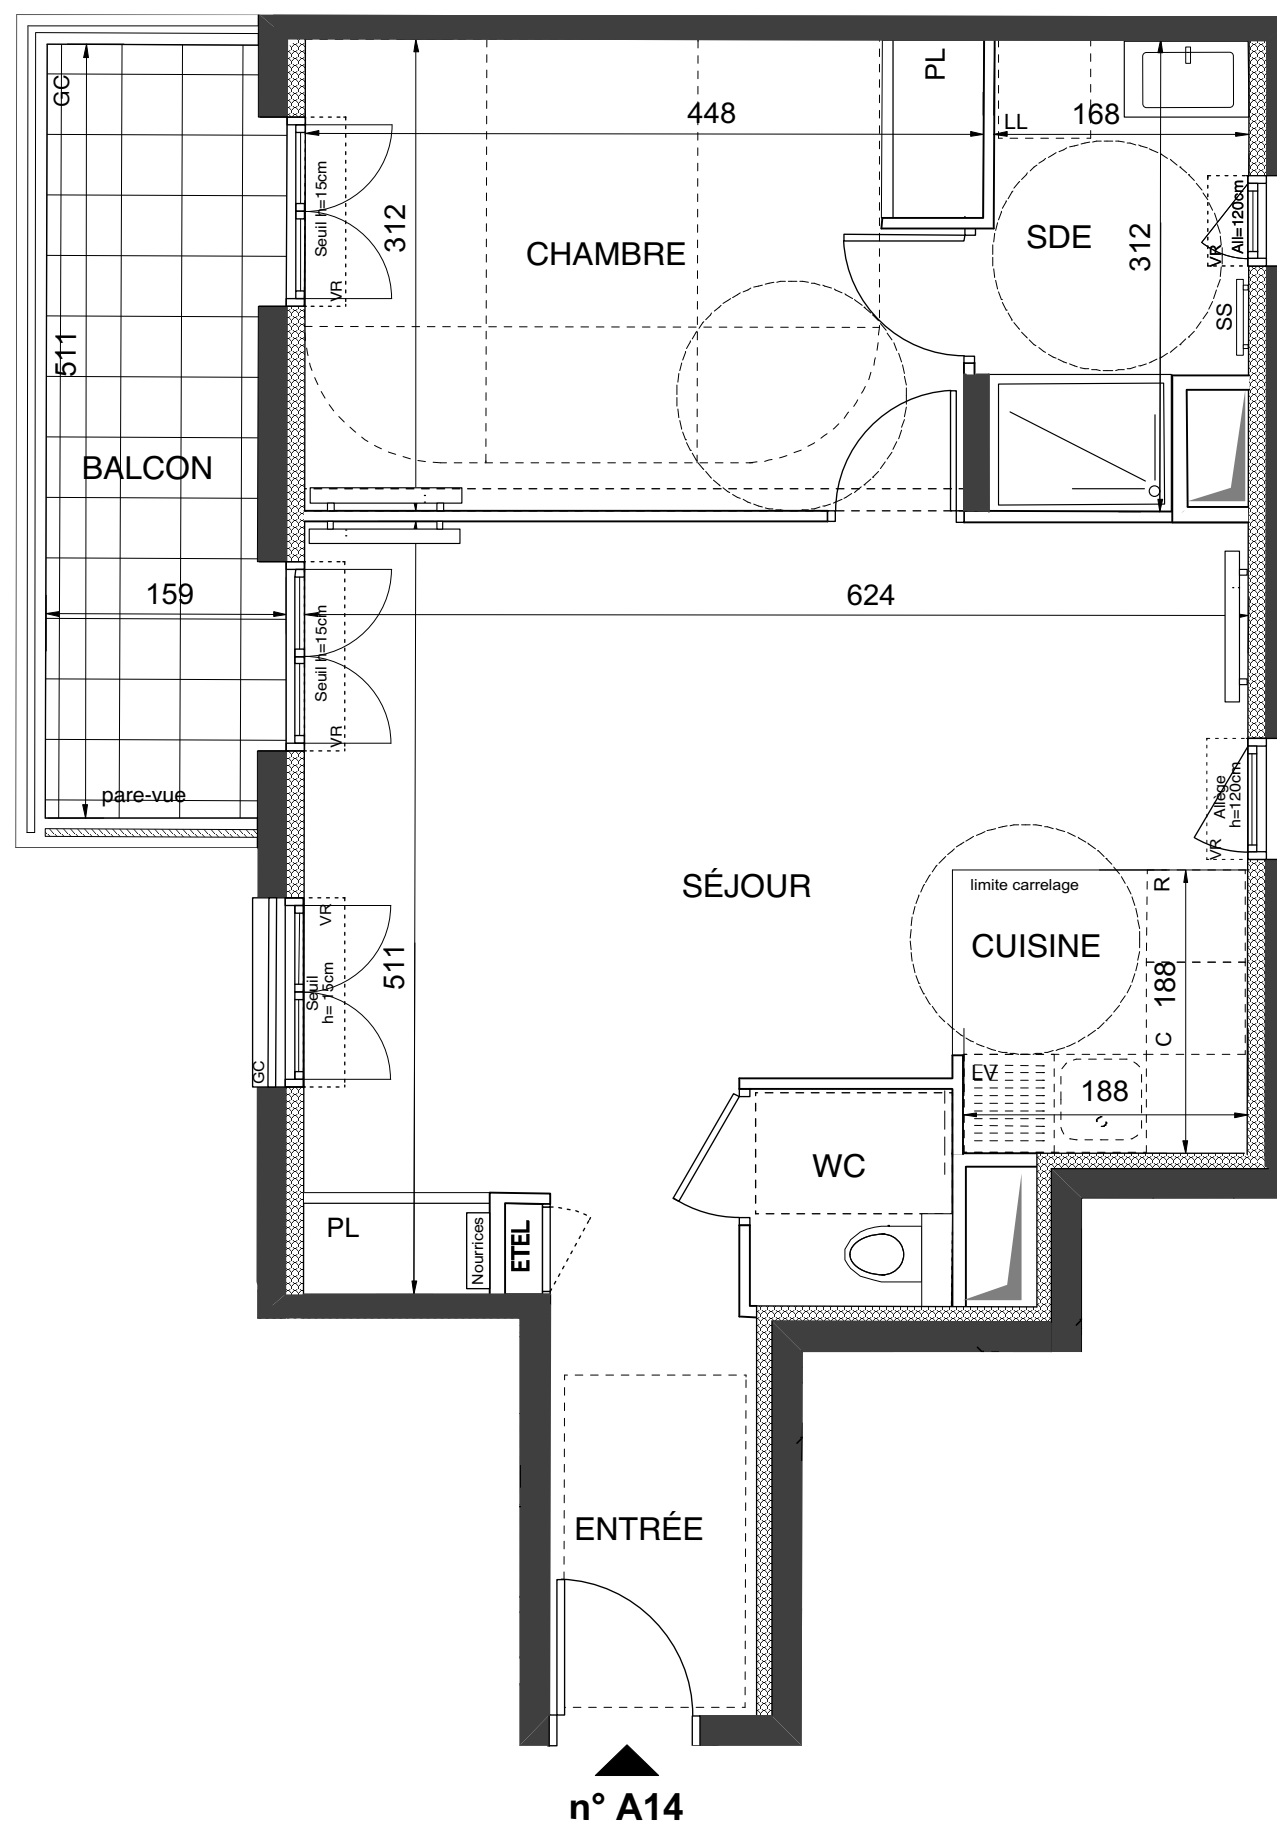 GC
PL
448
LL
168
Seuil h=15cm
VR
312
CHAMBRE
SDE
312
All=120cm
VR
SS
511
BALCON
159
624
Seuil h=15cm
VR
pare-vue
Allège
h=120cm
VR
SÉJOUR
limite carrelage
R
CUISINE
VR
Seuil
h= 15cm
511
188
C
GC
LV
188
WC
PL
Nourrices
ETEL
ENTRÉE
n° A14